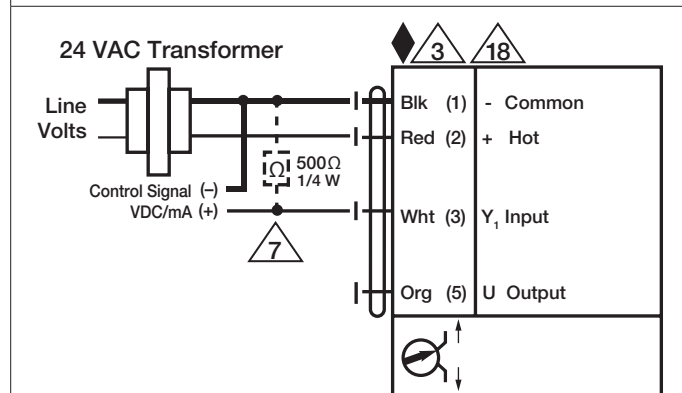 24 VAC Transformer
3 18
Line
Volts
Blk (1) - Common
Red (2) + Hot
Ω 500Ω
1/4 W
Control Signal (–)
VDC/mA (+)
Wht (3) Y₁ Input
7
Org (5) U Output